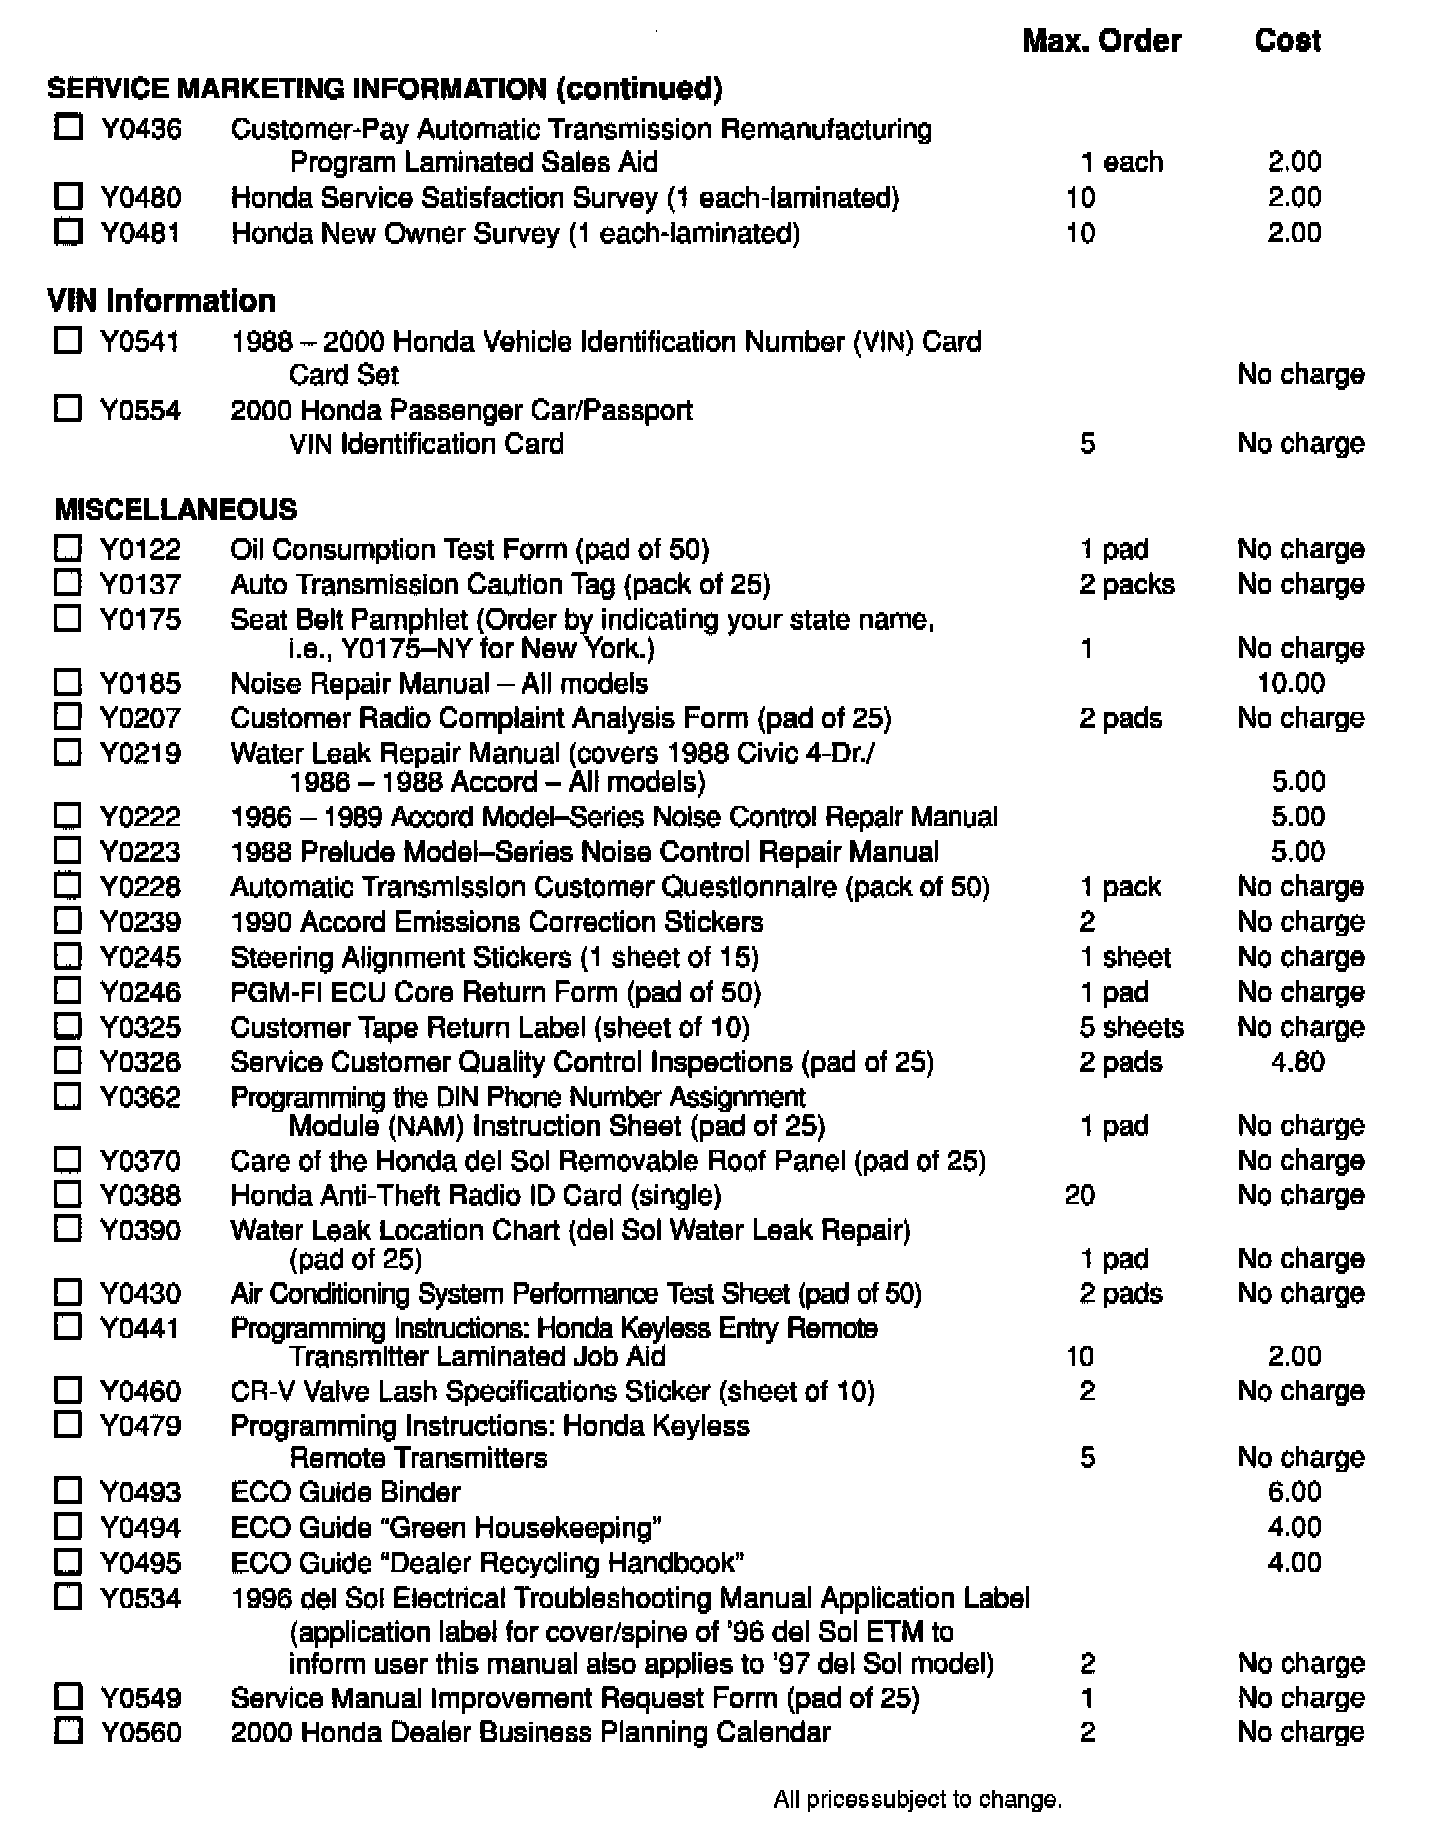 Max. Order Cost
SERVICE MARKETING INFORMATION (continued)
Y0436 Customer-Pay Automatic Transmission Remanufacturing
Program Laminated Sales Aid 1 each 2.00
Y0480 Honda Service Satisfaction Survey (1 each-laminated) 10 2.00
Y0481 Honda New Owner Survey (1 each-laminated) 10 2.00
VIN Information
Y0541 1988 – 2000 Honda Vehicle Identification Number (VIN) Card
Card Set No charge
Y0554 2000 Honda Passenger Car/Passport
VIN Identification Card 5 No charge
MISCELLANEOUS
Y0122 Oil Consumption Test Form (pad of 50) 1 pad No charge
Y0137 Auto Transmission Caution Tag (pack of 25) 2 packs No charge
Y0175 Seat Belt Pamphlet (Order by indicating your state name,
i.e., Y0175–NY for New York.) 1 No charge
Y0185 Noise Repair Manual – All models 10.00
Y0207 Customer Radio Complaint Analysis Form (pad of 25) 2 pads No charge
Y0219 Water Leak Repair Manual (covers 1988 Civic 4-Dr./
1986 – 1988 Accord – All models) 5.00
Y0222 1986 – 1989 Accord Model–Series Noise Control Repair Manual 5.00
Y0223 1988 Prelude Model–Series Noise Control Repair Manual 5.00
Y0228 Automatic Transmission Customer Questionnaire (pack of 50) 1 pack No charge
Y0239 1990 Accord Emissions Correction Stickers 2 No charge
Y0245 Steering Alignment Stickers (1 sheet of 15) 1 sheet No charge
Y0246 PGM-FI ECU Core Return Form (pad of 50) 1 pad No charge
Y0325 Customer Tape Return Label (sheet of 10) 5 sheets No charge
Y0326 Service Customer Quality Control Inspections (pad of 25) 2 pads 4.80
Y0362 Programming the DIN Phone Number Assignment
Module (NAM) Instruction Sheet (pad of 25) 1 pad No charge
Y0370 Care of the Honda del Sol Removable Roof Panel (pad of 25) No charge
Y0388 Honda Anti-Theft Radio ID Card (single) 20 No charge
Y0390 Water Leak Location Chart (del Sol Water Leak Repair)
(pad of 25) 1 pad No charge
Y0430 Air Conditioning System Performance Test Sheet (pad of 50) 2 pads No charge
Y0441 Programming Instructions: Honda Keyless Entry Remote
Transmitter Laminated Job Aid 10 2.00
Y0460 CR-V Valve Lash Specifications Sticker (sheet of 10) 2 No charge
Y0479 Programming Instructions: Honda Keyless
Remote Transmitters 5 No charge
Y0493 ECO Guide Binder 6.00
Y0494 ECO Guide “Green Housekeeping” 4.00
Y0495 ECO Guide “Dealer Recycling Handbook” 4.00
Y0534 1996 del Sol Electrical Troubleshooting Manual Application Label
(application label for cover/spine of ’96 del Sol ETM to
inform user this manual also applies to ’97 del Sol model) 2 No charge
Y0549 Service Manual Improvement Request Form (pad of 25) 1 No charge
Y0560 2000 Honda Dealer Business Planning Calendar 2 No charge
All pricessubject to change.